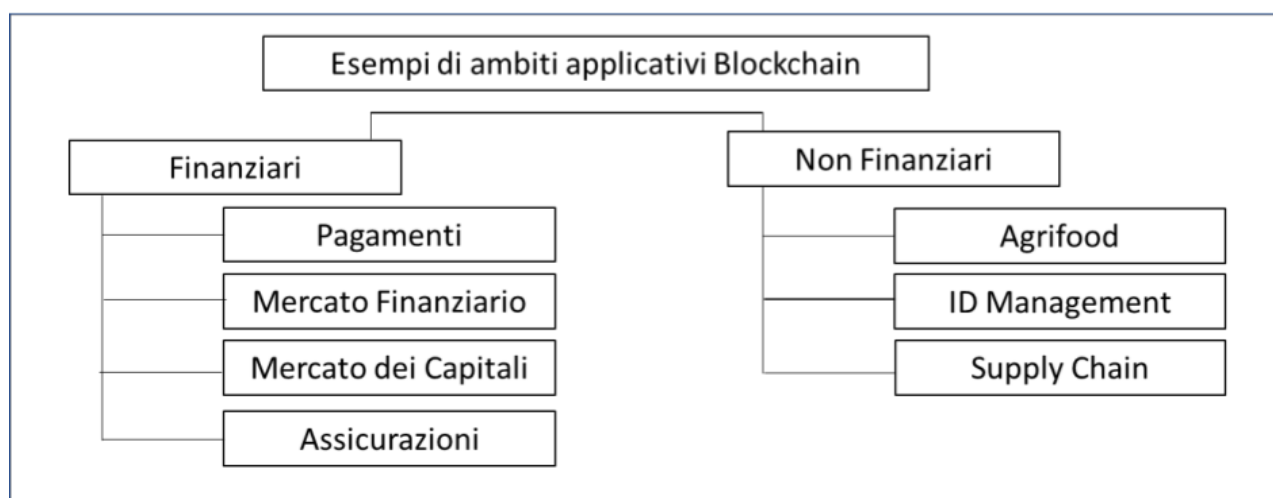 Esempi di ambiti applicativi Blockchain
Finanziari
Pagamenti
Mercato Finanziario
Mercato dei Capitali
Assicurazioni
Non Finanziari
Agrifood
ID Management
Supply Chain